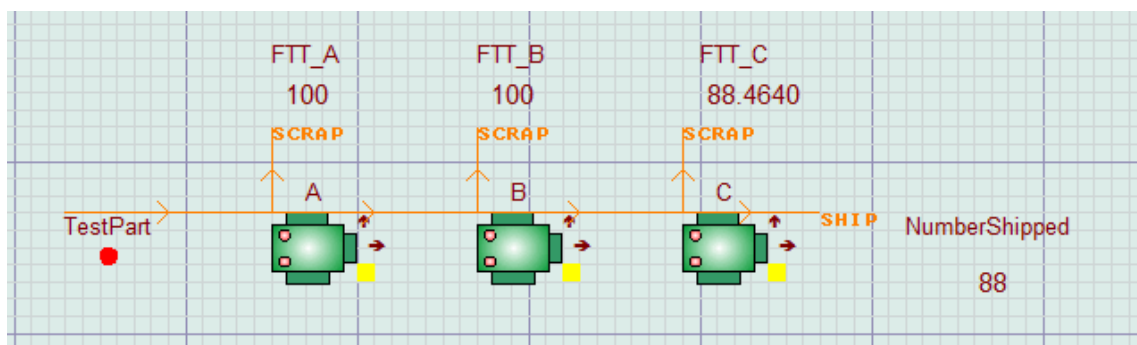 FTT_A FTT_B FTT_C
100 100 88.4640
SCRAP SCRAP SCRAP
A B C
TestPart SHIP NumberShipped
88